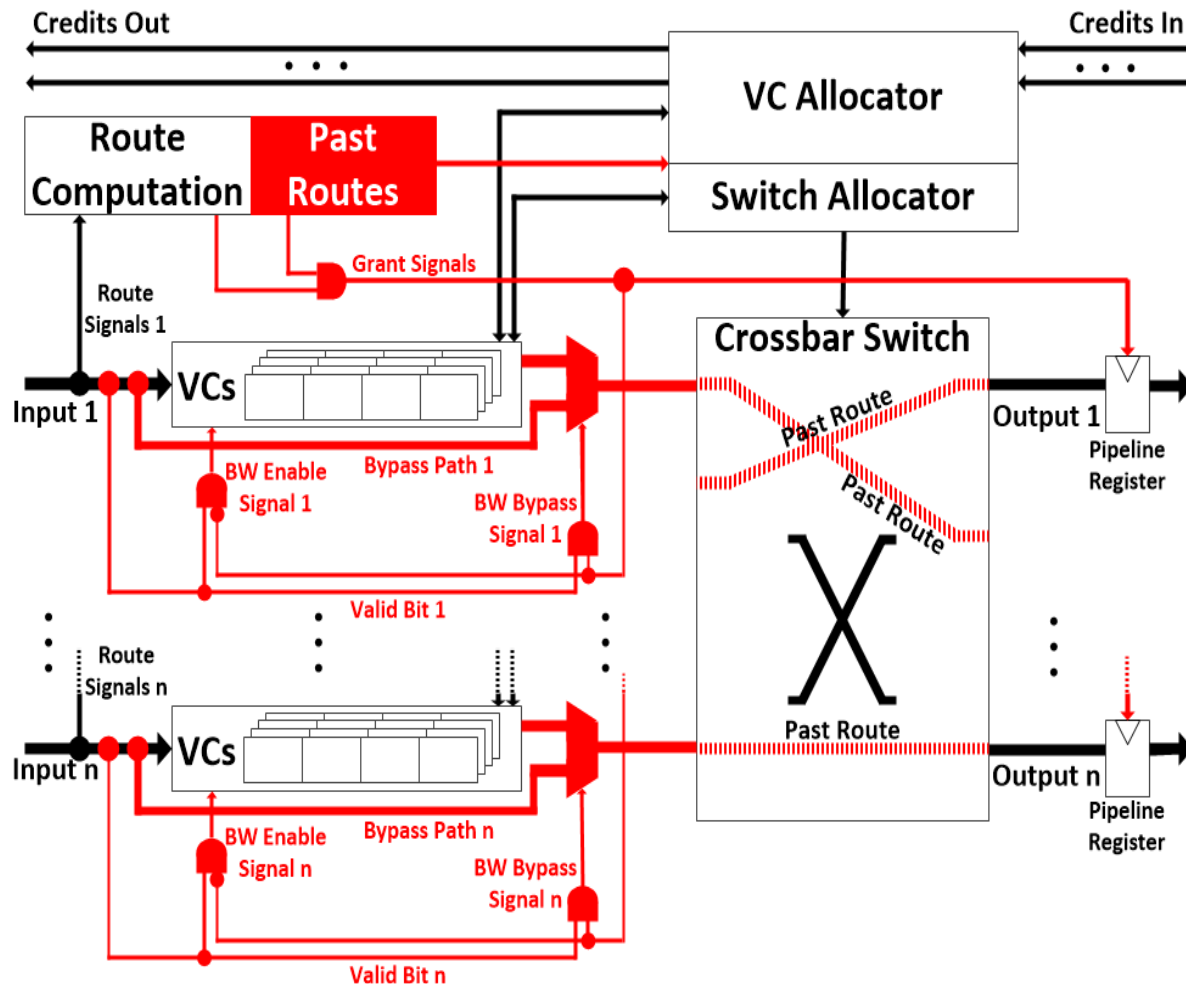 Credits Out
Credits In
VC Allocator
Route
Computation
Past
Routes
Switch Allocator
Grant Signals
Route
Signals 1
Crossbar Switch
VCs
Input 1
Past Route
Output 1
Bypass Path 1
BW Enable
Signal 1
Pipeline
Register
Past Route
BW Bypass
Signal 1
Valid Bit 1
Route
Signals n
VCs
Past Route
Input n
Output n
Bypass Path n
Pipeline
Register
BW Enable
Signal n
BW Bypass
Signal n
Valid Bit n